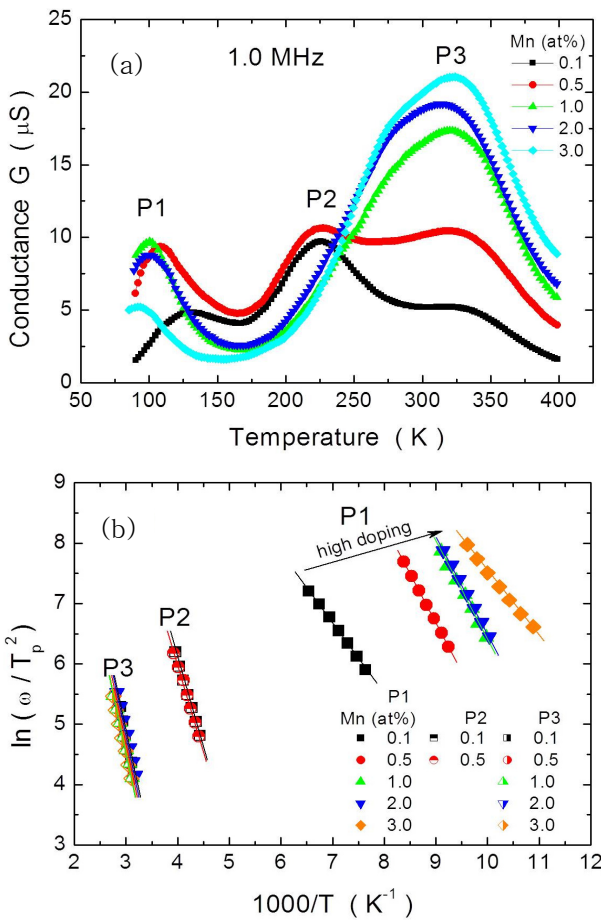 (a)
1.0 MHz
P1
P2
P3
Mn (at%)
0.1
0.5
1.0
2.0
3.0
Conductance G ( μS )
25
20
15
10
5
0
50 100 150 200 250 300 350 400
Temperature ( K )
(b)
P1
high doping
P2
P3
P1
Mn (at%) P2 P3
0.1 0.1 0.1
0.5 0.5 0.5
1.0 1.0
2.0 2.0
3.0 3.0
ln ( ω / Tp² )
9
8
7
6
5
4
3
2 3 4 5 6 7 8 9 10 11 12
1000/T ( K⁻¹ )